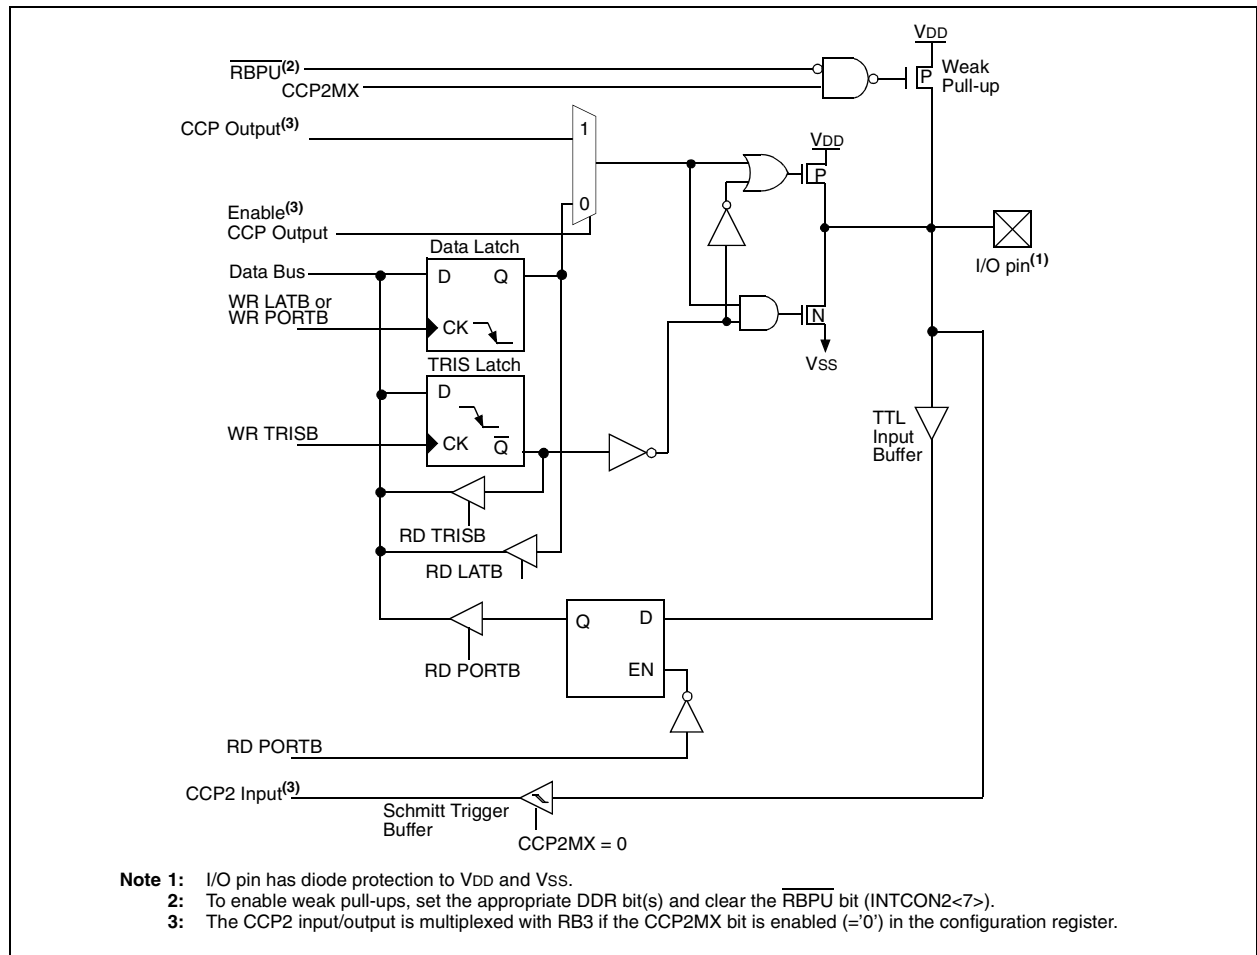 VDD
RBPU(2)
CCP2MX
P
Weak
Pull-up
CCP Output(3)
1
VDD
P
0
Enable(3)
CCP Output
I/O pin(1)
Data Latch
Data Bus
D Q
WR LATB or
WR PORTB
CK
N
VSS
TRIS Latch
D
WR TRISB
CK Q
TTL
Input
Buffer
RD TRISB
RD LATB
Q D
RD PORTB
EN
RD PORTB
CCP2 Input(3)
Schmitt Trigger
Buffer
CCP2MX = 0
Note 1: I/O pin has diode protection to VDD and VSS.
2: To enable weak pull-ups, set the appropriate DDR bit(s) and clear the RBPU bit (INTCON2<7>).
3: The CCP2 input/output is multiplexed with RB3 if the CCP2MX bit is enabled (='0') in the configuration register.